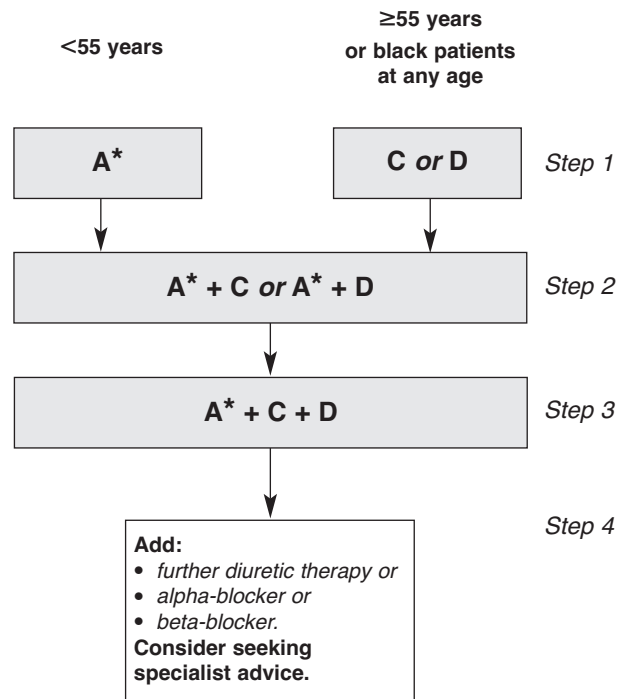 <55 years
≥55 years
or black patients
at any age
A*
C or D
Step 1
A* + C or A* + D
Step 2
A* + C + D
Step 3
Step 4
Add:
• further diuretic therapy or
• alpha-blocker or
• beta-blocker.
Consider seeking
specialist advice.